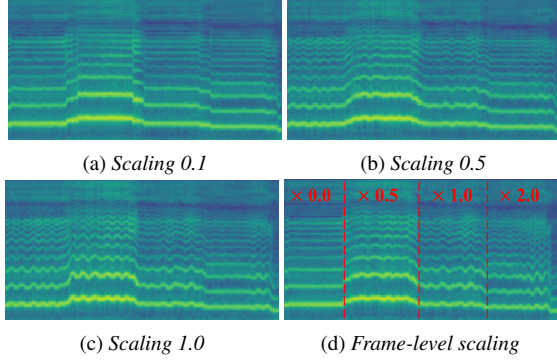 (a) Scaling 0.1
(b) Scaling 0.5
× 0.0 × 0.5 × 1.0 × 2.0
(c) Scaling 1.0
(d) Frame-level scaling